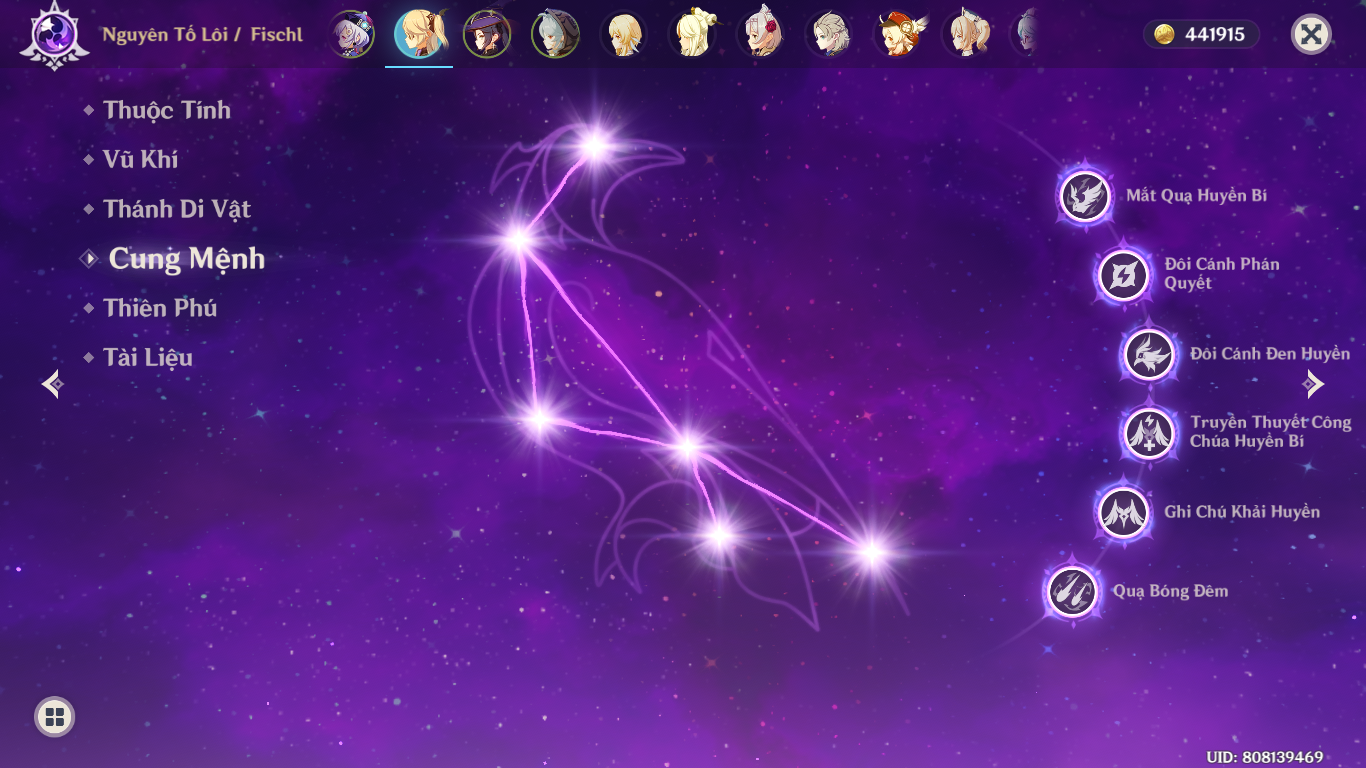 Nguyên Tố Lôi / Fischl
441915
Thuộc Tính
Vũ Khí
Thánh Di Vật
Cung Mệnh
Thiên Phú
Tài Liệu
Mắt Quạ Huyền Bí
Đôi Cánh Phán
Quyết
Đôi Cánh Đen Huyền
Truyền Thuyết Công
Chúa Huyền Bí
Ghi Chú Khải Huyền
Quạ Bóng Đêm
UID: 808139469